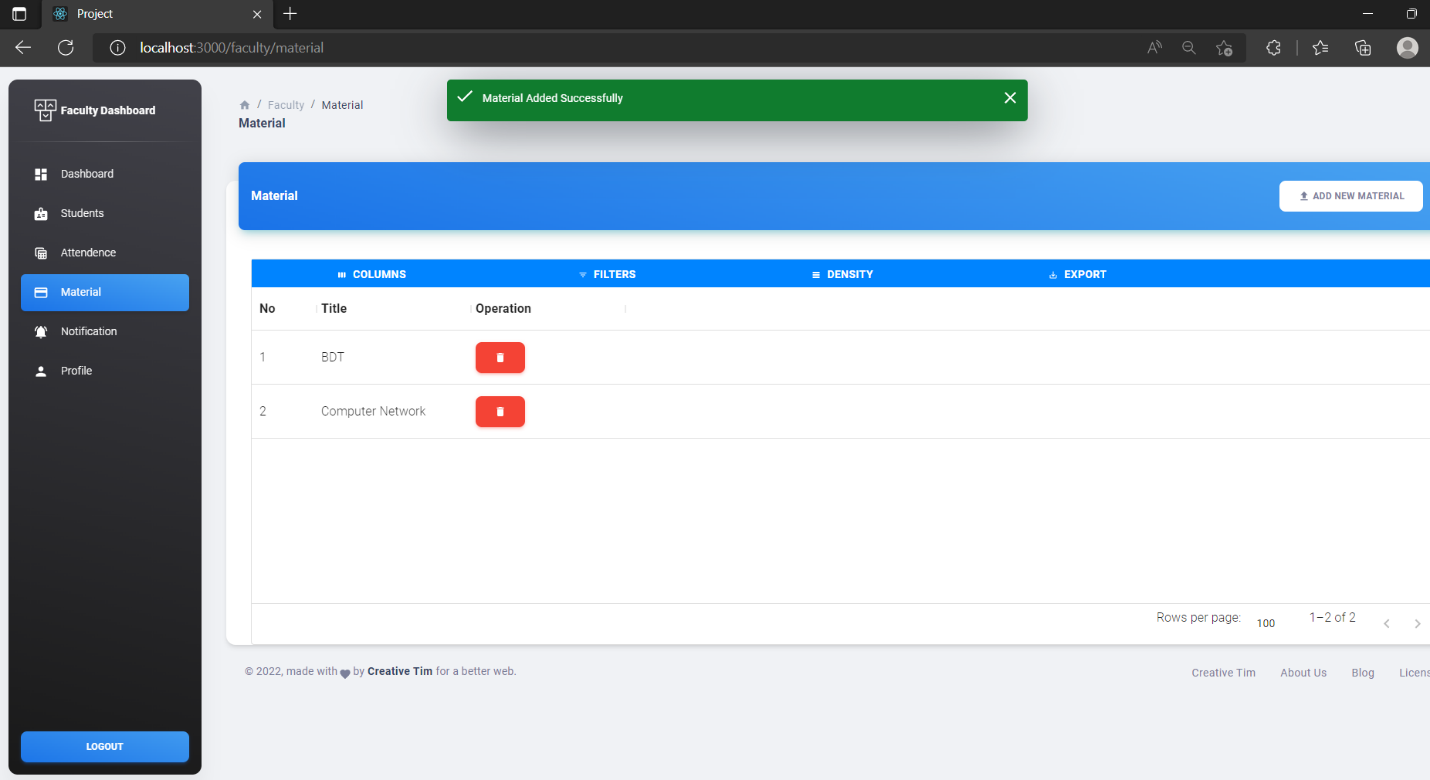 Project
localhost:3000/faculty/material
Faculty Dashboard
Dashboard
Students
Attendence
Material
Notification
Profile
LOGOUT
/ Faculty / Material
Material
Material Added Successfully
Material
ADD NEW MATERIAL
COLUMNS FILTERS DENSITY EXPORT
No Title Operation
1 BDT
2 Computer Network
Rows per page: 100 1–2 of 2
© 2022, made with by Creative Tim for a better web.
Creative Tim About Us Blog Licens